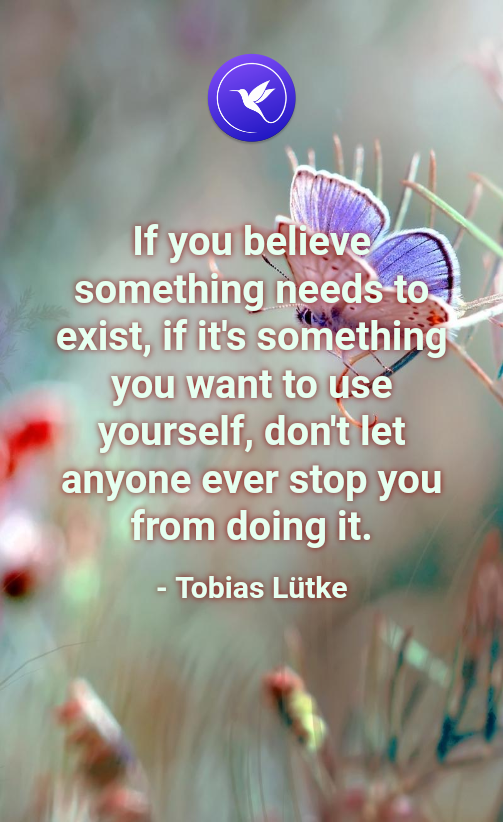 If you believe
something needs to
exist, if it's something
you want to use
yourself, don't let
anyone ever stop you
from doing it.
- Tobias Lütke